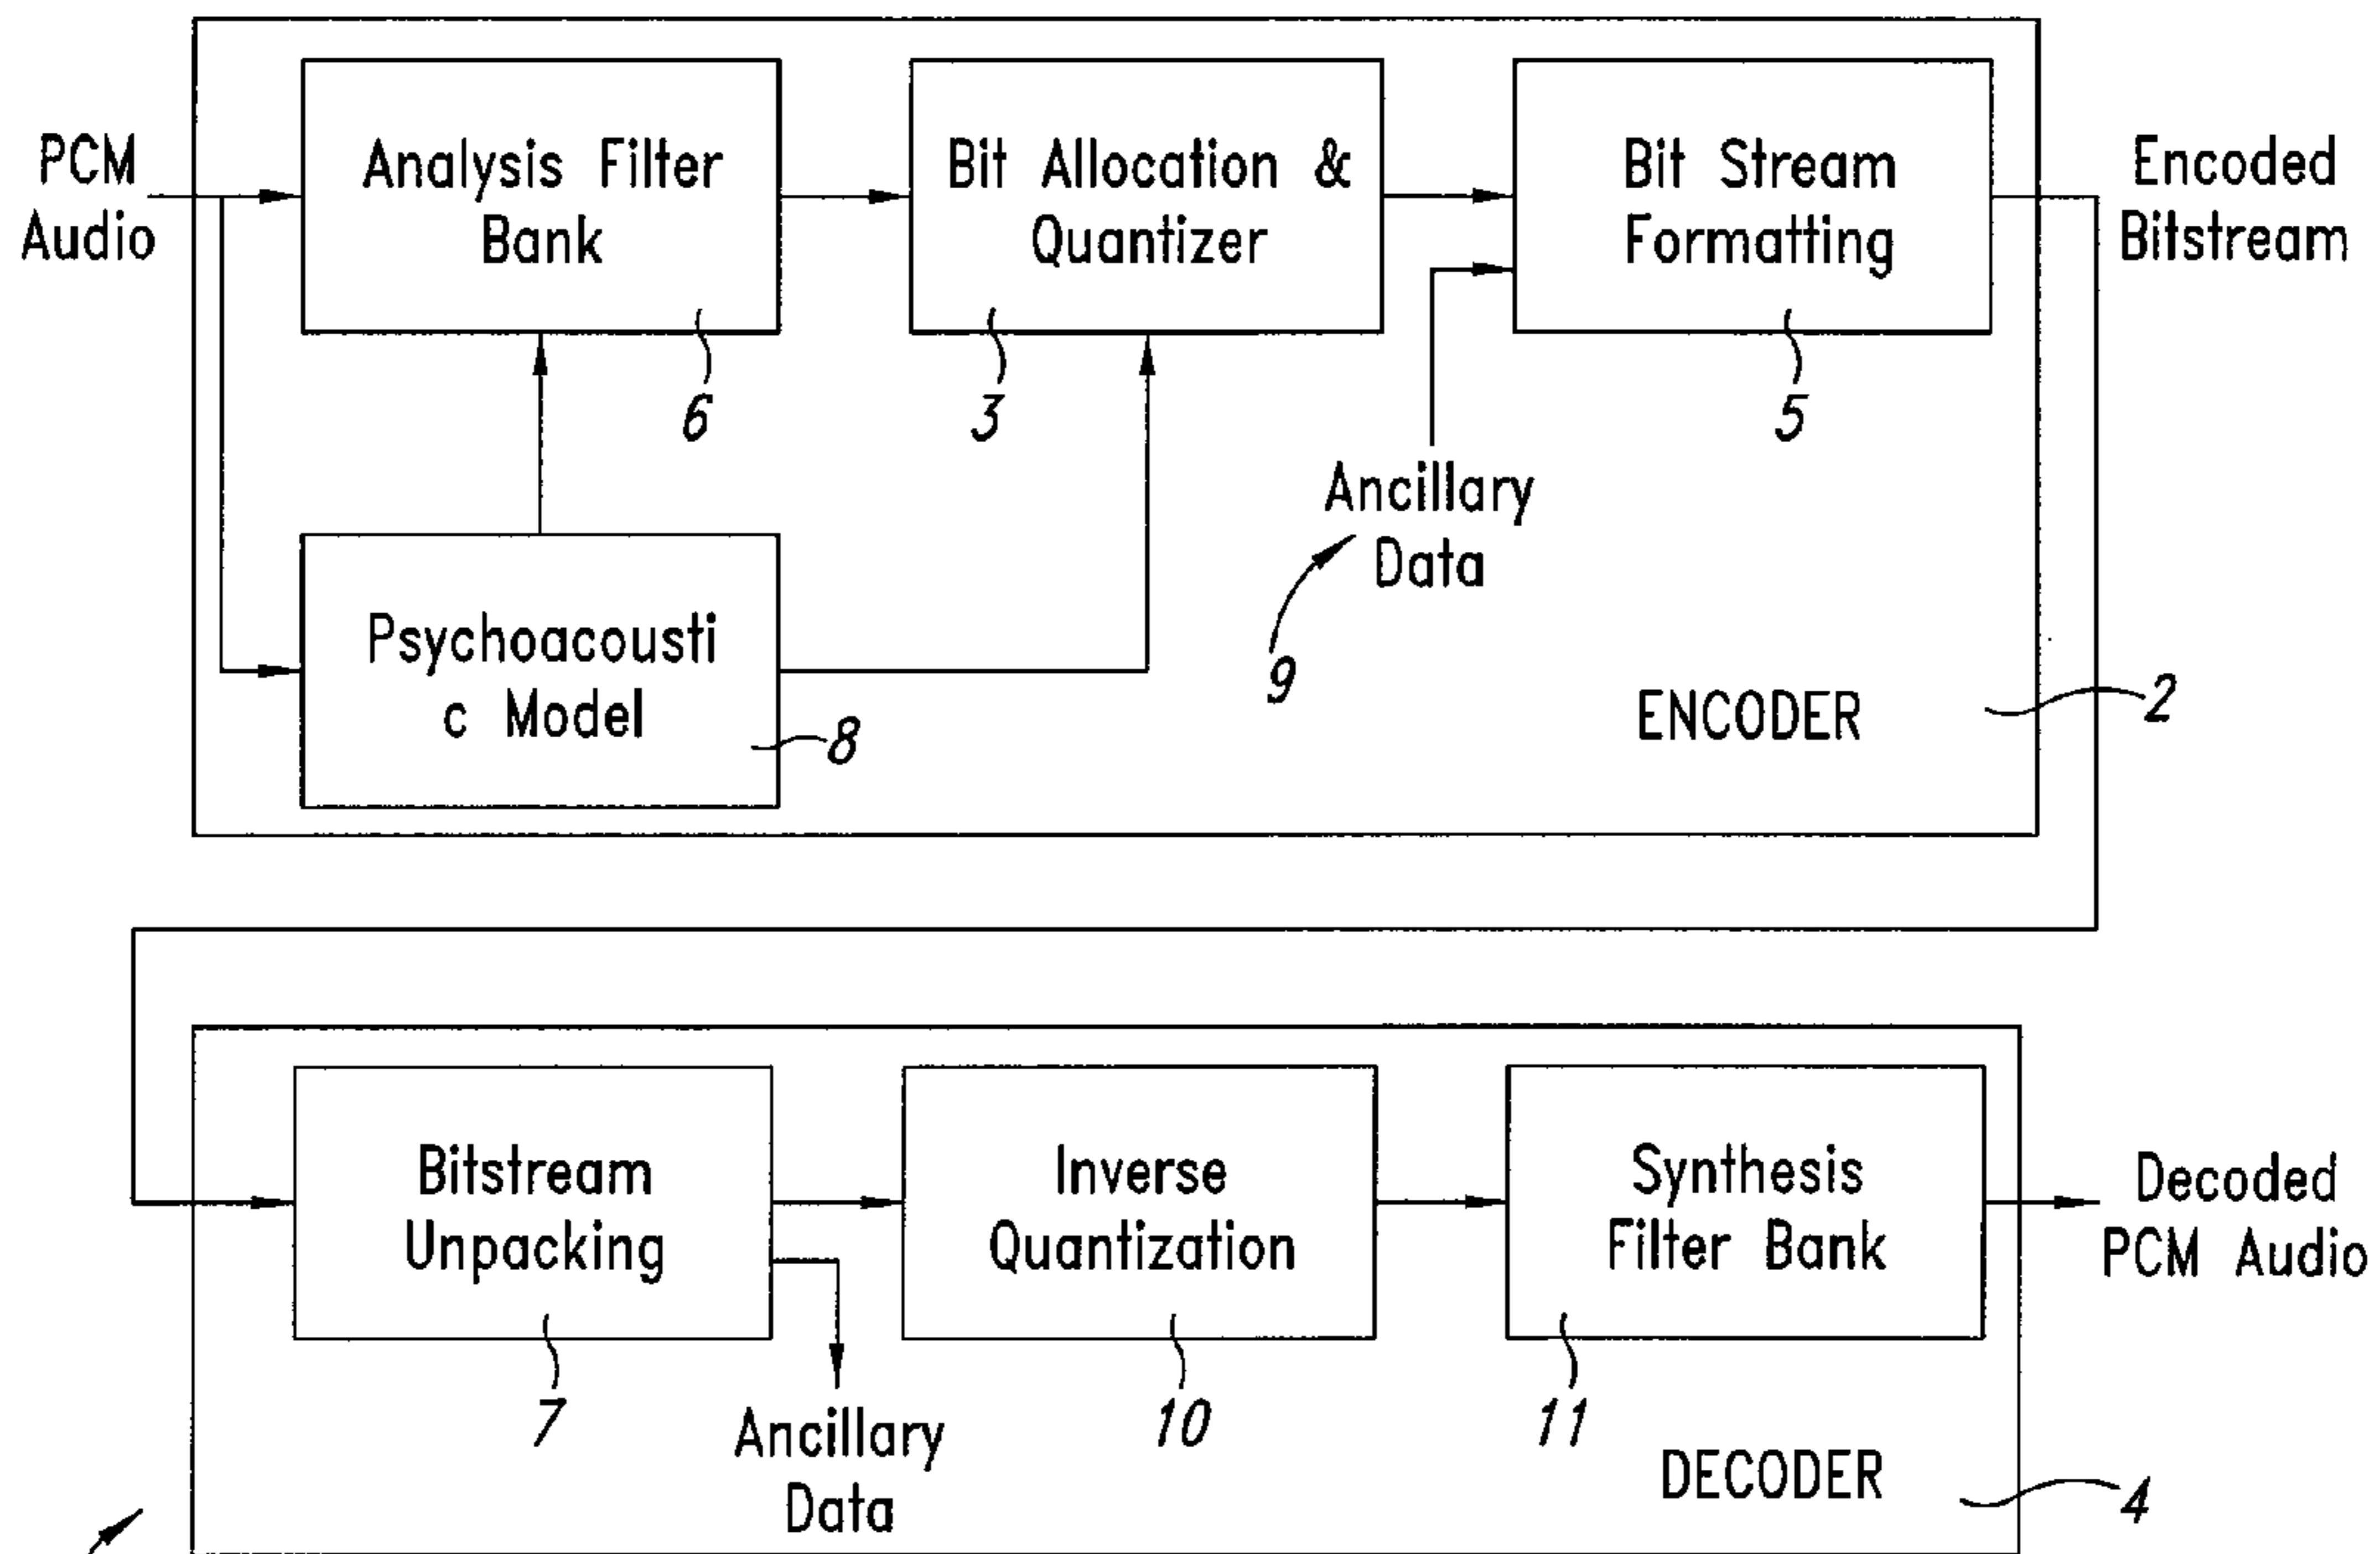 PCM
Audio
Analysis Filter
Bank
6
Bit Allocation &
Quantizer
3
Bit Stream
Formatting
5
Encoded
Bitstream
Psychoacousti
c Model
8
Ancillary
Data
9
ENCODER
2
Bitstream
Unpacking
7
Ancillary
Data
Inverse
Quantization
10
Synthesis
Filter Bank
11
Decoded
PCM Audio
DECODER
4